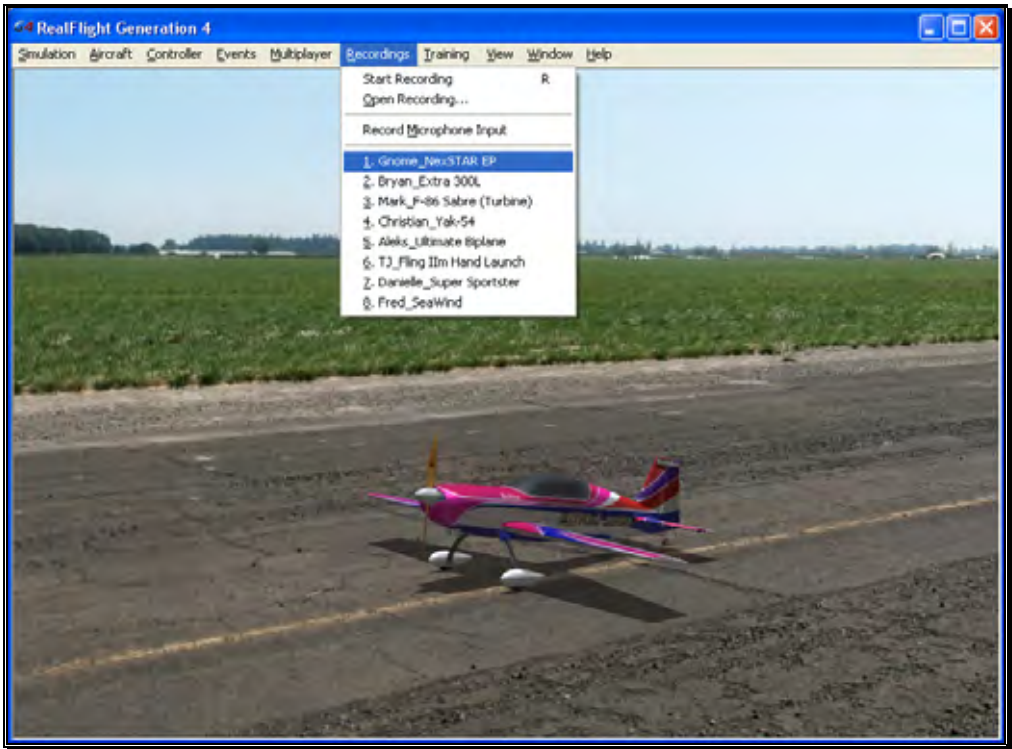 RealFlight Generation 4
Simulation Aircraft Controller Events Multiplayer Recordings Training View Window Help
Start Recording R
Open Recording...
Record Microphone Input
1. Gnome_NexSTAR EP
2. Bryan_Extra 300L
3. Mark_F-86 Sabre (Turbine)
4. Christian_Yak-54
5. Aleks_Ultimate Biplane
6. TJ_Fling IIm Hand Launch
7. Danielle_Super Sportster
8. Fred_SeaWind